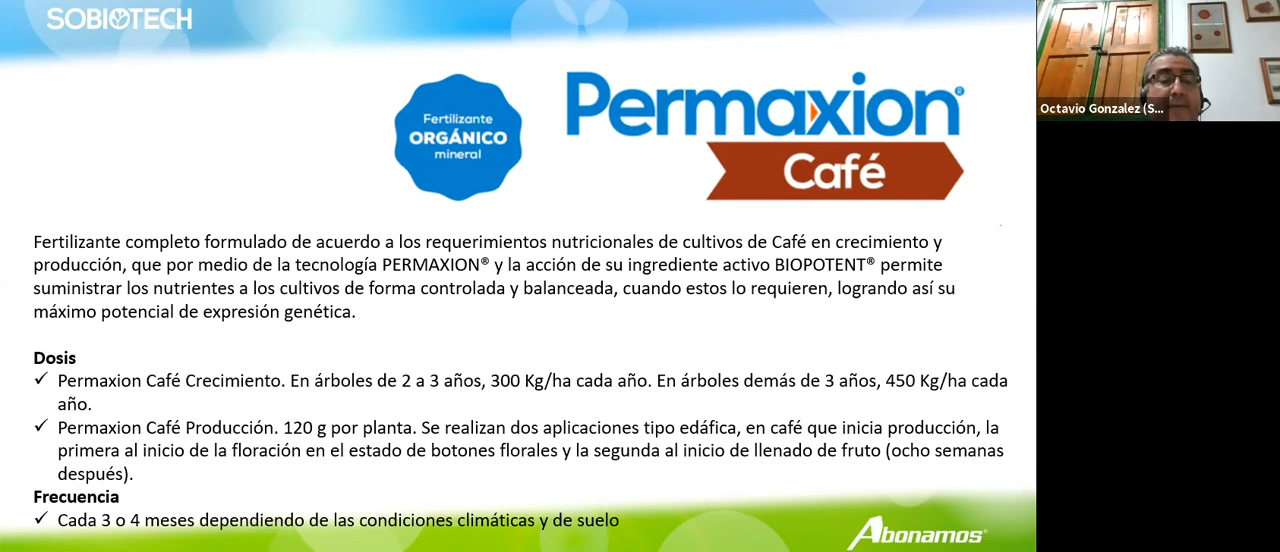 SOBIOTECH
Fertilizante
ORGÁNICO
mineral
Permaxion®
Café
Octavio Gonzalez (S...
Fertilizante completo formulado de acuerdo a los requerimientos nutricionales de cultivos de Café en crecimiento y
producción, que por medio de la tecnología PERMAXION® y la acción de su ingrediente activo BIOPOTENT® permite
suministrar los nutrientes a los cultivos de forma controlada y balanceada, cuando estos lo requieren, logrando así su
máximo potencial de expresión genética.
Dosis
✓ Permaxion Café Crecimiento. En árboles de 2 a 3 años, 300 Kg/ha cada año. En árboles demás de 3 años, 450 Kg/ha cada
año.
✓ Permaxion Café Producción. 120 g por planta. Se realizan dos aplicaciones tipo edáfica, en café que inicia producción, la
primera al inicio de la floración en el estado de botones florales y la segunda al inicio de llenado de fruto (ocho semanas
después).
Frecuencia
✓ Cada 3 o 4 meses dependiendo de las condiciones climáticas y de suelo
Abonamos®